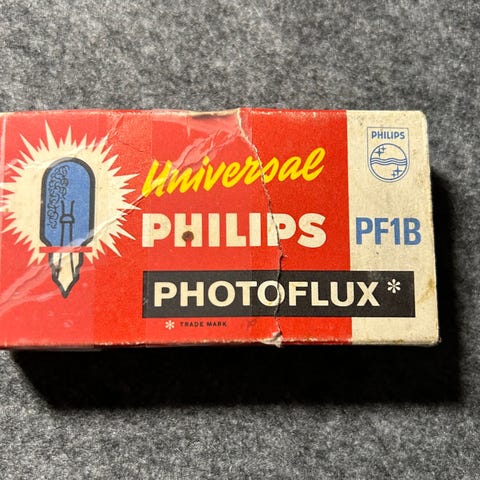 Universal
PHILIPS
PHILIPS
PF1B
PHOTOFLUX*
* TRADE MARK